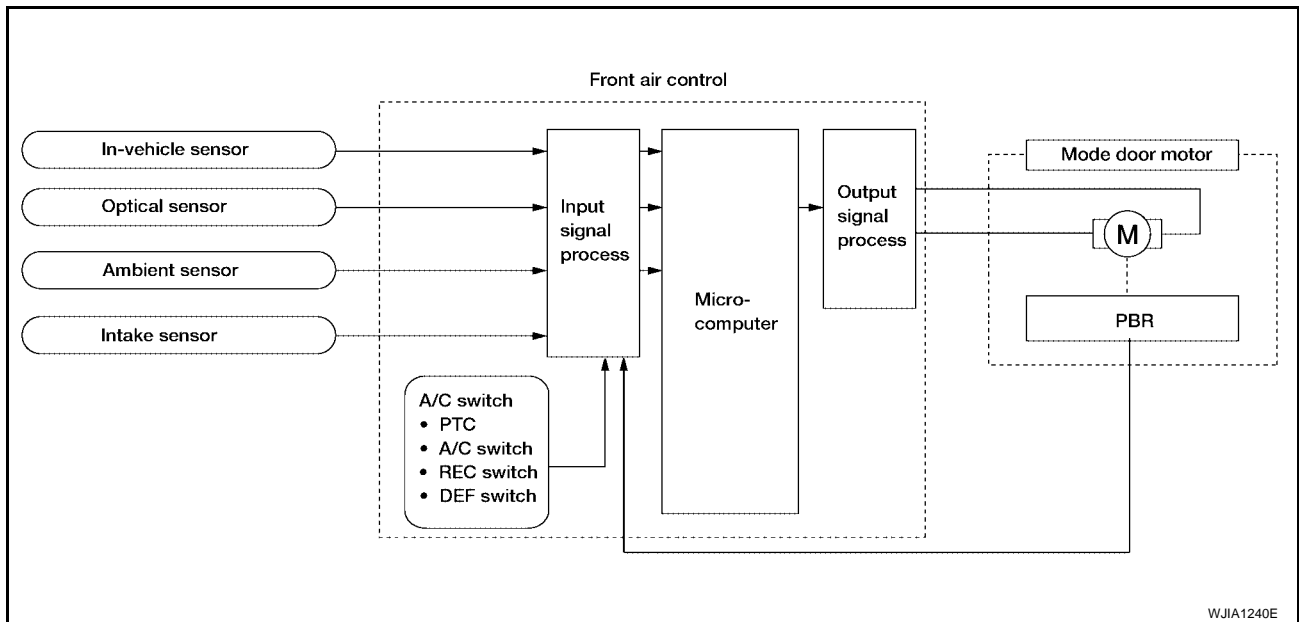 Front air control
In-vehicle sensor
Optical sensor
Ambient sensor
Intake sensor
Input
signal
process
A/C switch
• PTC
• A/C switch
• REC switch
• DEF switch
Micro-
computer
Output
signal
process
Mode door motor
M
PBR
WJIA1240E